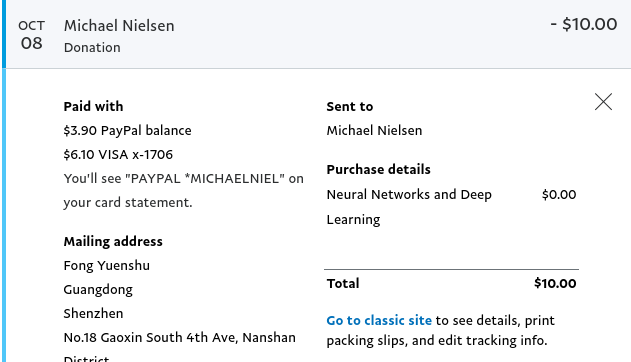 OCT
08
Michael Nielsen
Donation
- $10.00
Paid with
$3.90 PayPal balance
$6.10 VISA x-1706
You'll see "PAYPAL *MICHAELNIEL" on
your card statement.
Mailing address
Fong Yuenshu
Guangdong
Shenzhen
No.18 Gaoxin South 4th Ave, Nanshan
District
Sent to
Michael Nielsen
Purchase details
Neural Networks and Deep $0.00
Learning
Total $10.00
Go to classic site to see details, print
packing slips, and edit tracking info.